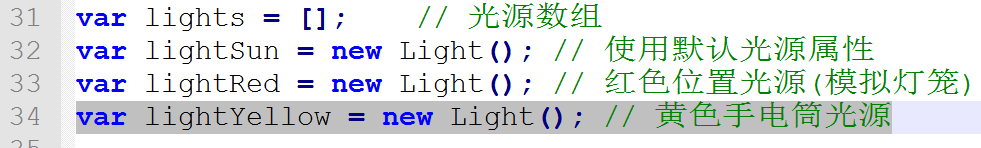 31 var lights = []; // 光源数组
32 var lightSun = new Light(); // 使用默认光源属性
33 var lightRed = new Light(); // 红色位置光源(模拟灯笼)
34 var lightYellow = new Light(); // 黄色手电筒光源
35